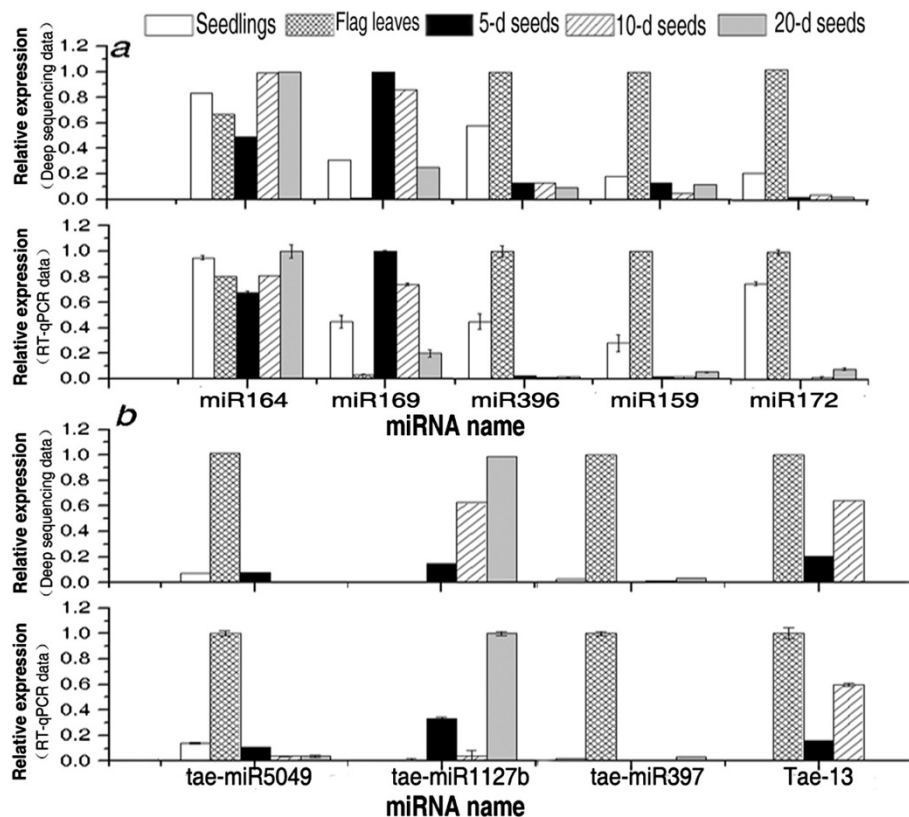 Seedlings Flag leaves 5-d seeds 10-d seeds 20-d seeds
a
Relative expression
(Deep sequencing data)
1.2
1.0
0.8
0.6
0.4
0.2
0.0
Relative expression
(RT-qPCR data)
1.2
1.0
0.8
0.6
0.4
0.2
0.0
miR164 miR169 miR396 miR159 miR172
miRNA name
b
Relative expression
(Deep sequencing data)
1.2
1.0
0.8
0.6
0.4
0.2
0.0
Relative expression
(RT-qPCR data)
1.2
1.0
0.8
0.6
0.4
0.2
0.0
tae-miR5049 tae-miR1127b tae-miR397 Tae-13
miRNA name